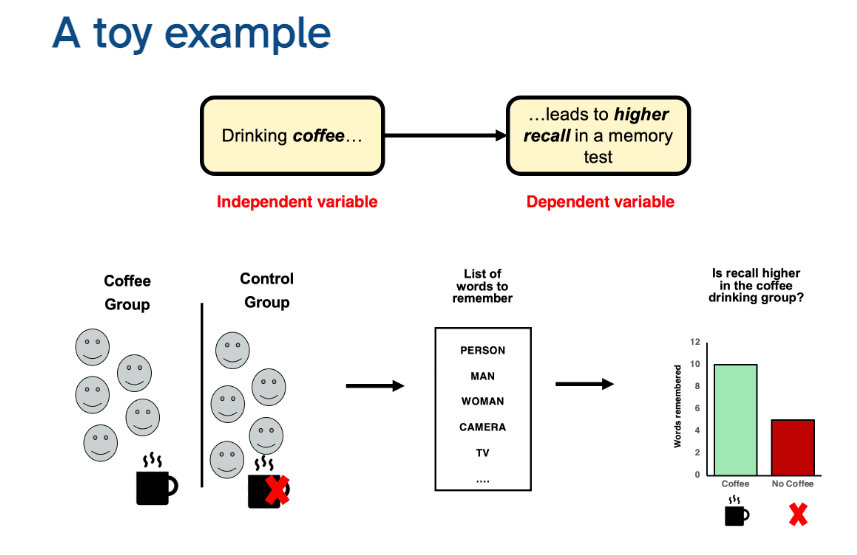 A toy example
Drinking coffee…
…leads to higher
recall in a memory
test
Independent variable
Dependent variable
Coffee
Group
Control
Group
List of
words to
remember
PERSON
MAN
WOMAN
CAMERA
TV
....
Is recall higher
in the coffee
drinking group?
Words remembered
12
10
8
6
4
2
0
Coffee
No Coffee